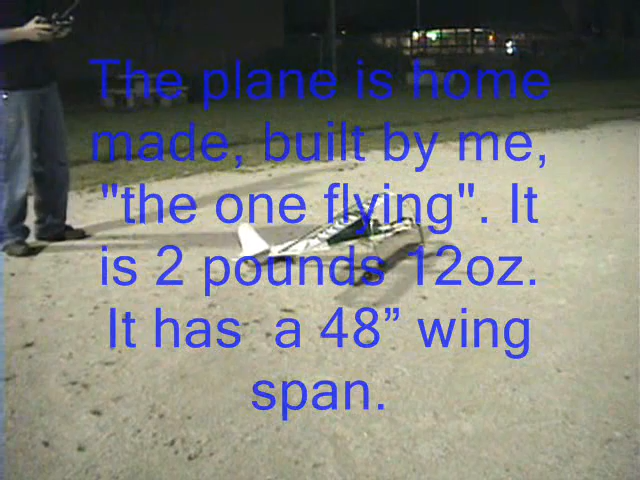 The plane is home
made, built by me,
"the one flying". It
is 2 pounds 12oz.
It has  a 48” wing
span.